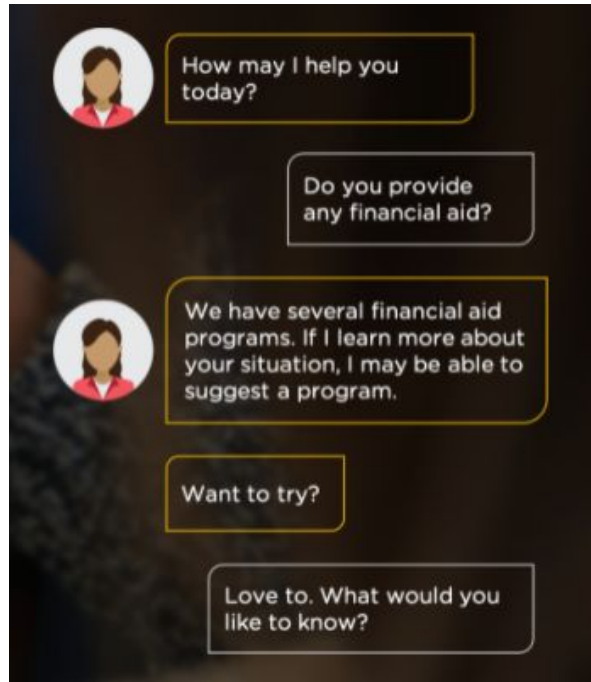 How may I help you
today?
Do you provide
any financial aid?
We have several financial aid
programs. If I learn more about
your situation, I may be able to
suggest a program.
Want to try?
Love to. What would you
like to know?